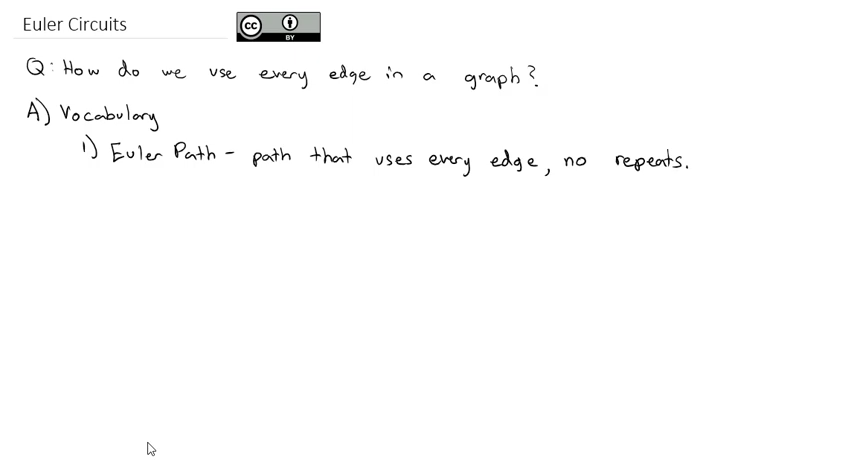 Euler Circuits
CC BY
Q: How do we use every edge in a graph?
A) Vocabulary
1) Euler Path - path that uses every edge, no repeats.